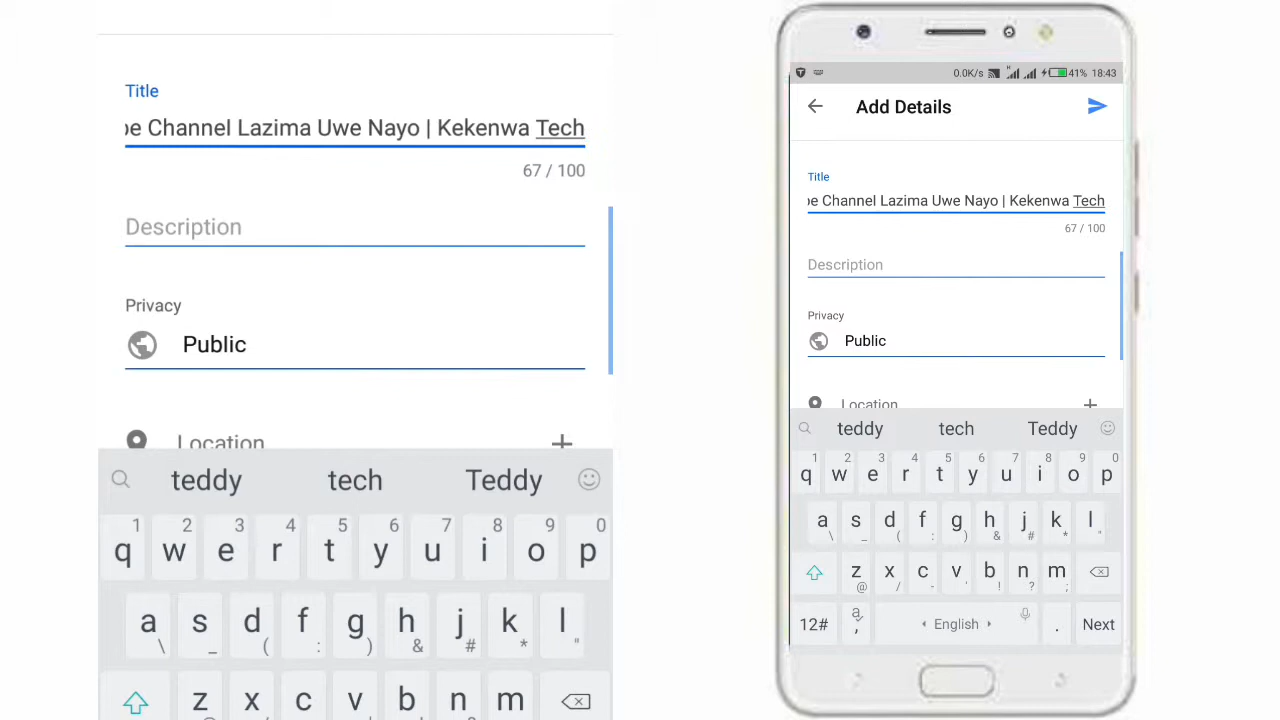 Title
be Channel Lazima Uwe Nayo | Kekenwa Tech
67 / 100
Description
Privacy
Public
Location
teddy tech Teddy
1 2 3 4 5 6 7 8 9 0
q w e r t y u i o p
a s d f g h j k l
\ _ ( : ) & # * "
z x c v b n m
0.0K/s H 41% 18:43
Add Details
Title
be Channel Lazima Uwe Nayo | Kekenwa Tech
67 / 100
Description
Privacy
Public
Location
teddy tech Teddy
1 2 3 4 5 6 7 8 9 0
q w e r t y u i o p
a s d f g h j k l
\ _ ( : ) & # * "
z x c v b n m
@ / - ' ! ? ;
12# a , English . Next